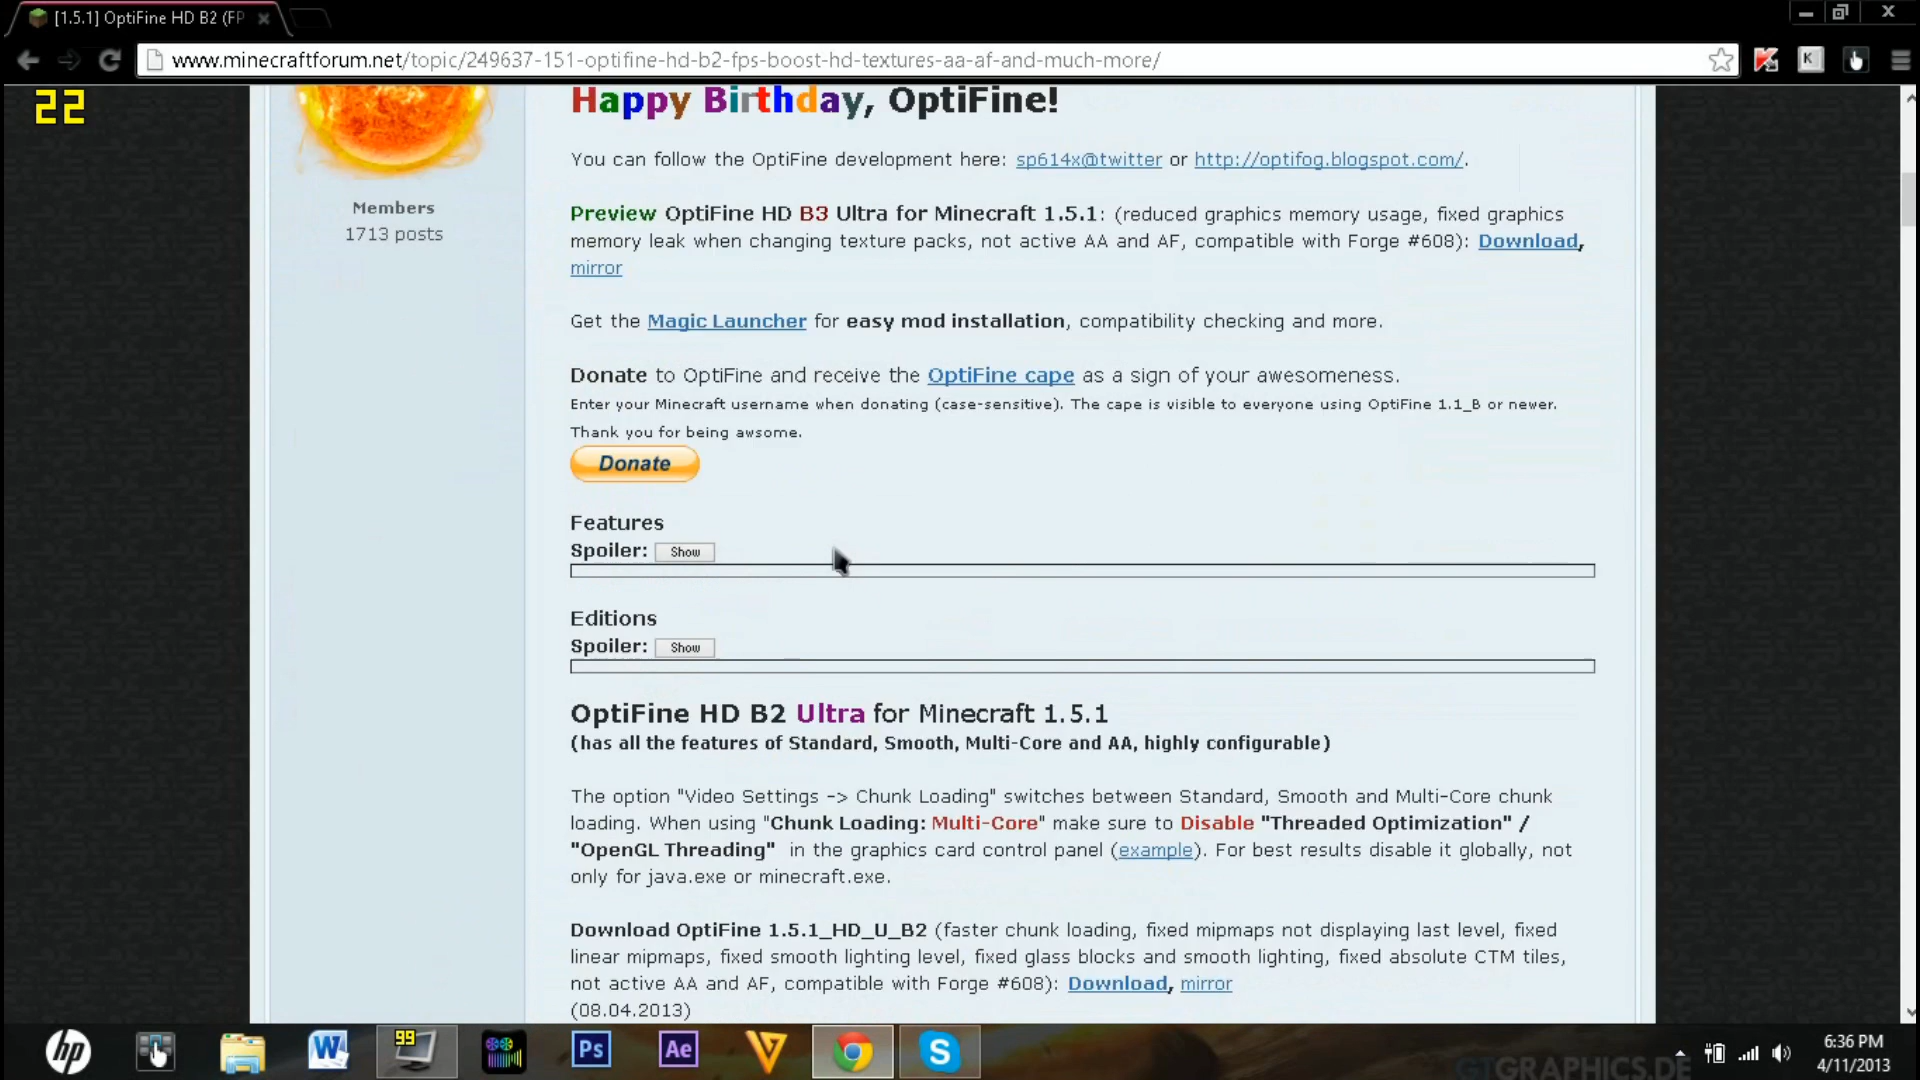 [1.5.1] OptiFine HD B2 (FP
www.minecraftforum.net/topic/249637-151-optifine-hd-b2-fps-boost-hd-textures-aa-af-and-much-more/
22
Happy Birthday, OptiFine!
You can follow the OptiFine development here: sp614x@twitter or http://optifog.blogspot.com/.
Members
1713 posts
Preview OptiFine HD B3 Ultra for Minecraft 1.5.1: (reduced graphics memory usage, fixed graphics
memory leak when changing texture packs, not active AA and AF, compatible with Forge #608): Download,
mirror
Get the Magic Launcher for easy mod installation, compatibility checking and more.
Donate to OptiFine and receive the OptiFine cape as a sign of your awesomeness.
Enter your Minecraft username when donating (case-sensitive). The cape is visible to everyone using OptiFine 1.1_B or newer.
Thank you for being awsome.
Donate
Features
Spoiler: Show
Editions
Spoiler: Show
OptiFine HD B2 Ultra for Minecraft 1.5.1
(has all the features of Standard, Smooth, Multi-Core and AA, highly configurable)
The option "Video Settings -> Chunk Loading" switches between Standard, Smooth and Multi-Core chunk
loading. When using "Chunk Loading: Multi-Core" make sure to Disable "Threaded Optimization" /
"OpenGL Threading" in the graphics card control panel (example). For best results disable it globally, not
only for java.exe or minecraft.exe.
Download OptiFine 1.5.1_HD_U_B2 (faster chunk loading, fixed mipmaps not displaying last level, fixed
linear mipmaps, fixed smooth lighting level, fixed glass blocks and smooth lighting, fixed absolute CTM tiles,
not active AA and AF, compatible with Forge #608): Download, mirror
(08.04.2013)
hp
W
99
Ps
Ae
S
GTGRAPHICS.DE
6:36 PM
4/11/2013